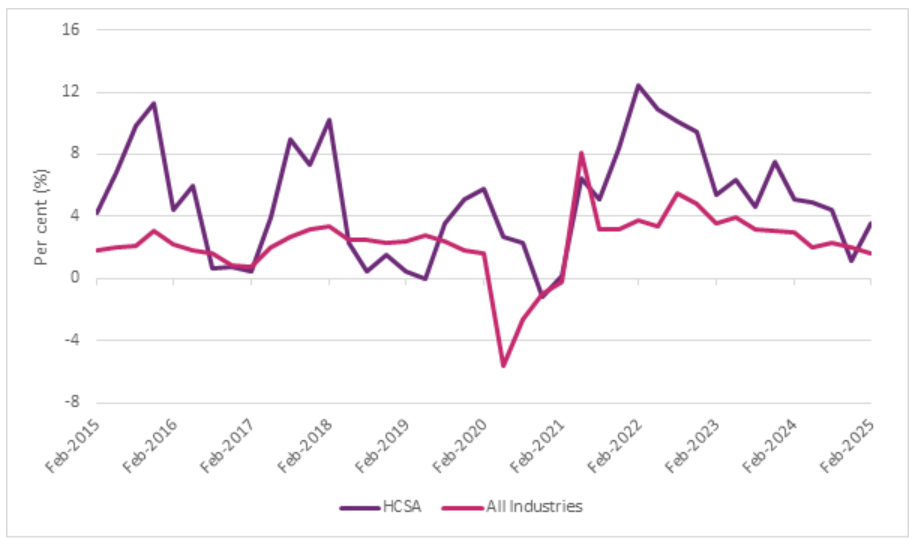 16
12
8
4
0
-4
-8
Per cent (%)
Feb-2015
Feb-2016
Feb-2017
Feb-2018
Feb-2019
Feb-2020
Feb-2021
Feb-2022
Feb-2023
Feb-2024
Feb-2025
HCSA
All Industries